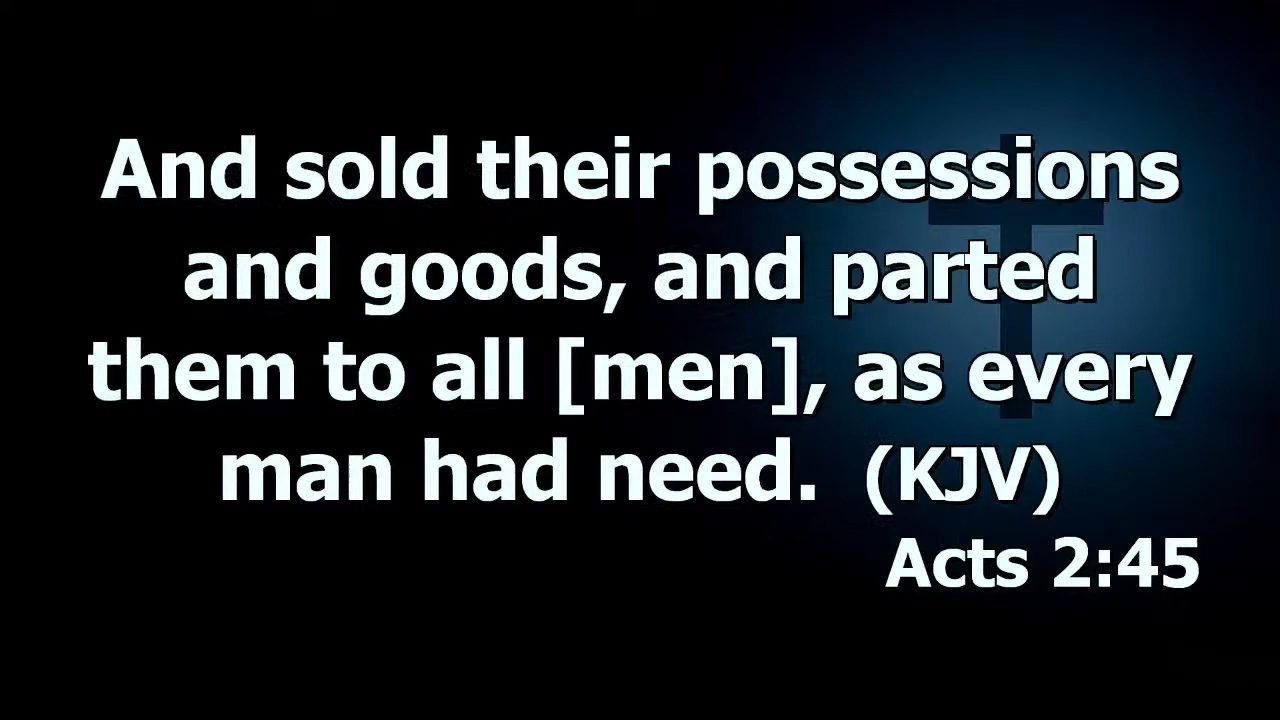 And sold their possessions
and goods, and parted
them to all [men], as every
man had need.  (KJV)
Acts 2:45